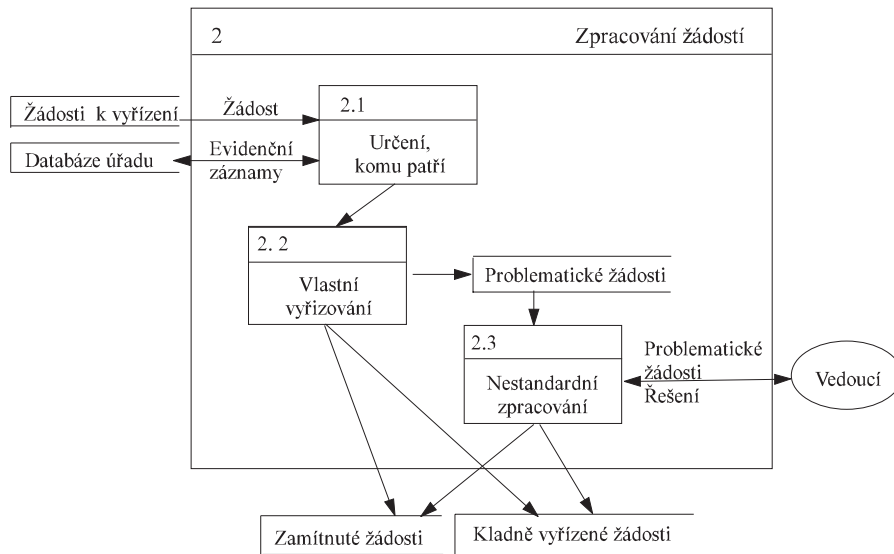 2
Zpracování žádostí
Žádosti k vyřízení
Žádost
Databáze úřadu
Evidenční
záznamy
2.1
Určení,
komu patří
2. 2
Vlastní
vyřizování
Problematické žádosti
2.3
Nestandardní
zpracování
Problematické
žádosti
Řešení
Vedoucí
Zamítnuté žádosti
Kladně vyřízené žádosti